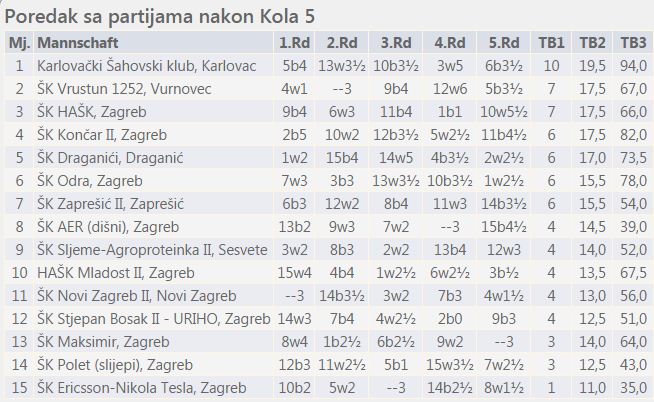 Poredak sa partijama nakon Kola 5
Mj. Mannschaft 1.Rd 2.Rd 3.Rd 4.Rd 5.Rd TB1 TB2 TB3
1 Karlovački Šahovski klub, Karlovac 5b4 13w3½ 10b3½ 3w5 6b3½ 10 19,5 94,0
2 ŠK Vrustun 1252, Vurnovec 4w1 --3 9b4 12w6 5b3½ 7 17,5 67,0
3 ŠK HAŠK, Zagreb 9b4 6w3 11b4 1b1 10w5½ 7 17,5 66,0
4 ŠK Končar II, Zagreb 2b5 10w2 12b3½ 5w2½ 11b4½ 6 17,5 82,0
5 ŠK Draganići, Draganić 1w2 15b4 14w5 4b3½ 2w2½ 6 17,0 73,5
6 ŠK Odra, Zagreb 7w3 3b3 13w3½ 10b3½ 1w2½ 6 15,5 78,0
7 ŠK Zaprešić II, Zaprešić 6b3 12w2 8b4 11w3 14b3½ 6 15,5 54,0
8 ŠK AER (dišni), Zagreb 13b2 9w3 7w2 --3 15b4½ 4 14,5 39,0
9 ŠK Sljeme-Agroproteinka II, Sesvete 3w2 8b3 2w2 13b4 12w3 4 14,0 52,0
10 HAŠK Mladost II, Zagreb 15w4 4b4 1w2½ 6w2½ 3b½ 4 13,5 67,5
11 ŠK Novi Zagreb II, Novi Zagreb --3 14b3½ 3w2 7b3 4w1½ 4 13,0 56,0
12 ŠK Stjepan Bosak II - URIHO, Zagreb 14w3 7b4 4w2½ 2b0 9b3 4 12,5 51,0
13 ŠK Maksimir, Zagreb 8w4 1b2½ 6b2½ 9w2 --3 3 14,0 64,0
14 ŠK Polet (slijepi), Zagreb 12b3 11w2½ 5b1 15w3½ 7w2½ 3 12,5 43,0
15 ŠK Ericsson-Nikola Tesla, Zagreb 10b2 5w2 --3 14b2½ 8w1½ 1 11,0 35,0